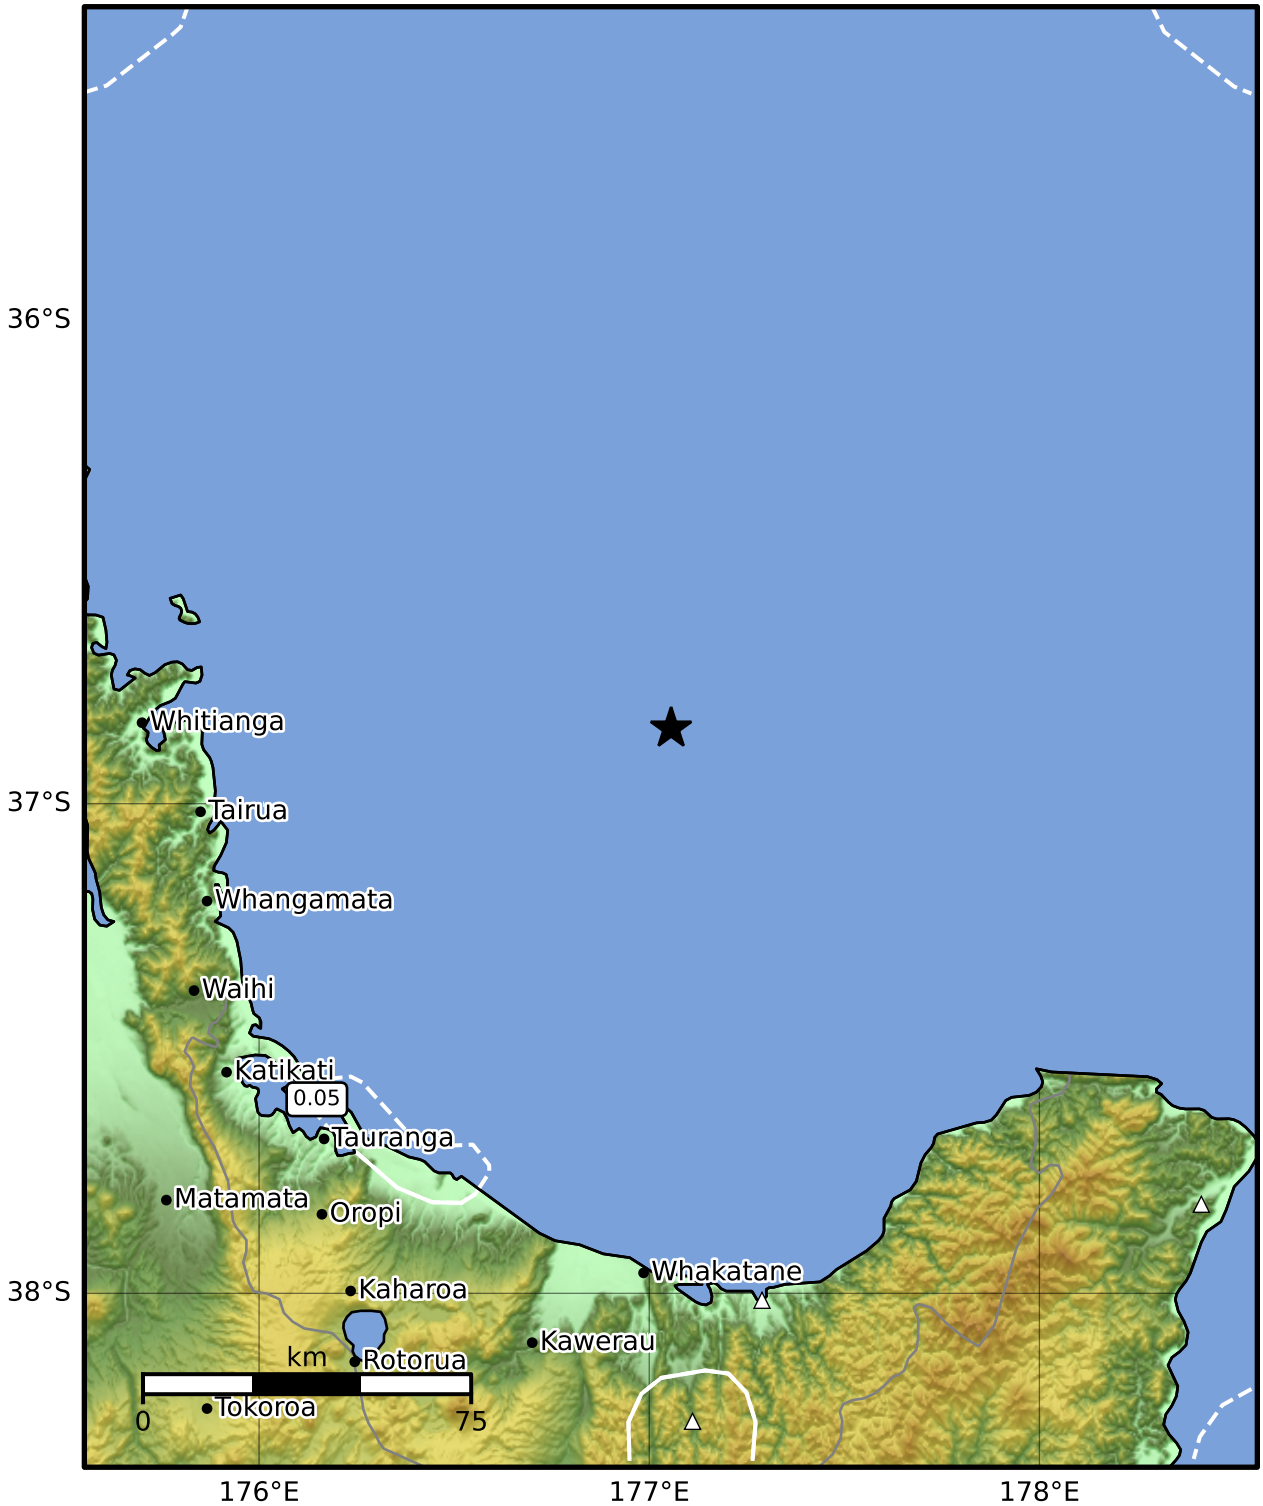 36°S
Whitianga
37°S
Tairua
Whangamata
Waihi
Katikati
0.05
Tauranga
Matamata
Oropi
Whakatane
38°S
Kaharoa
Kawerau
km
Rotorua
Tokoroa
0
75
176°E
177°E
178°E